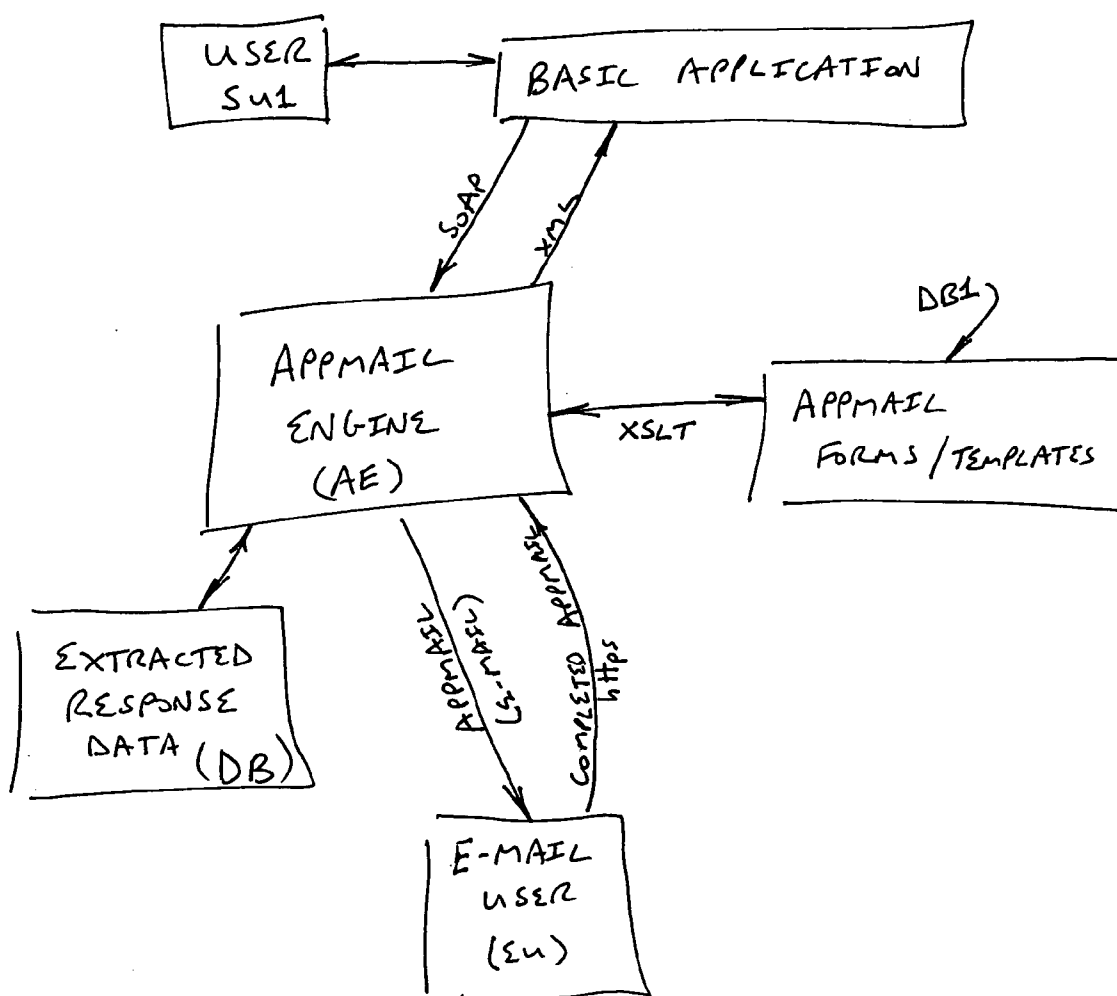 USER
SU1
BASIC APPLICATION
SOAP
XML
DB1
APPMAIL
ENGINE
(AE)
XSLT
APPMAIL
FORMS/TEMPLATES
EXTRACTED
RESPONSE
DATA (DB)
APPMAIL
(E-MAIL)
COMPLETED APPMAIL
https
E-MAIL
USER
(EU)